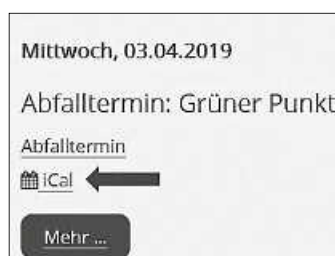 Mittwoch, 03.04.2019
Abfalltermin: Grüner Punkt
Abfalltermin
iCal
Mehr ...